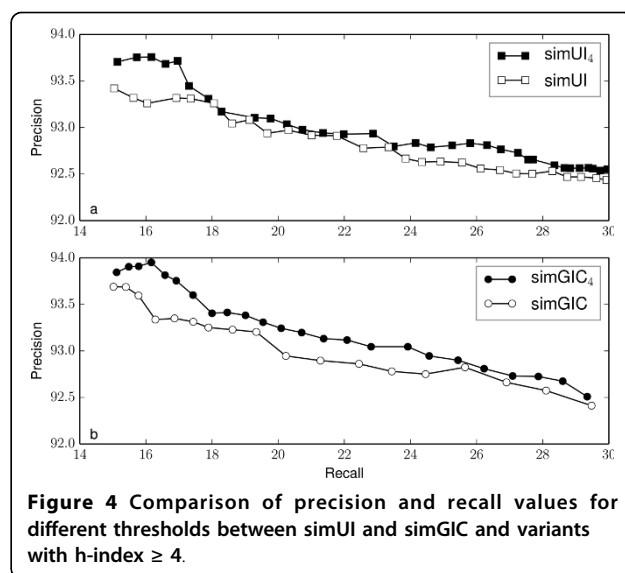 94.0
simUI₄
simUI
93.5
Precision
93.0
92.5
a
92.0
14 16 18 20 22 24 26 28 30
94.0
simGIC₄
simGIC
93.5
Precision
93.0
92.5
b
92.0
14 16 18 20 22 24 26 28 30
Recall
Figure 4 Comparison of precision and recall values for
different thresholds between simUI and simGIC and variants
with h-index ≥ 4.